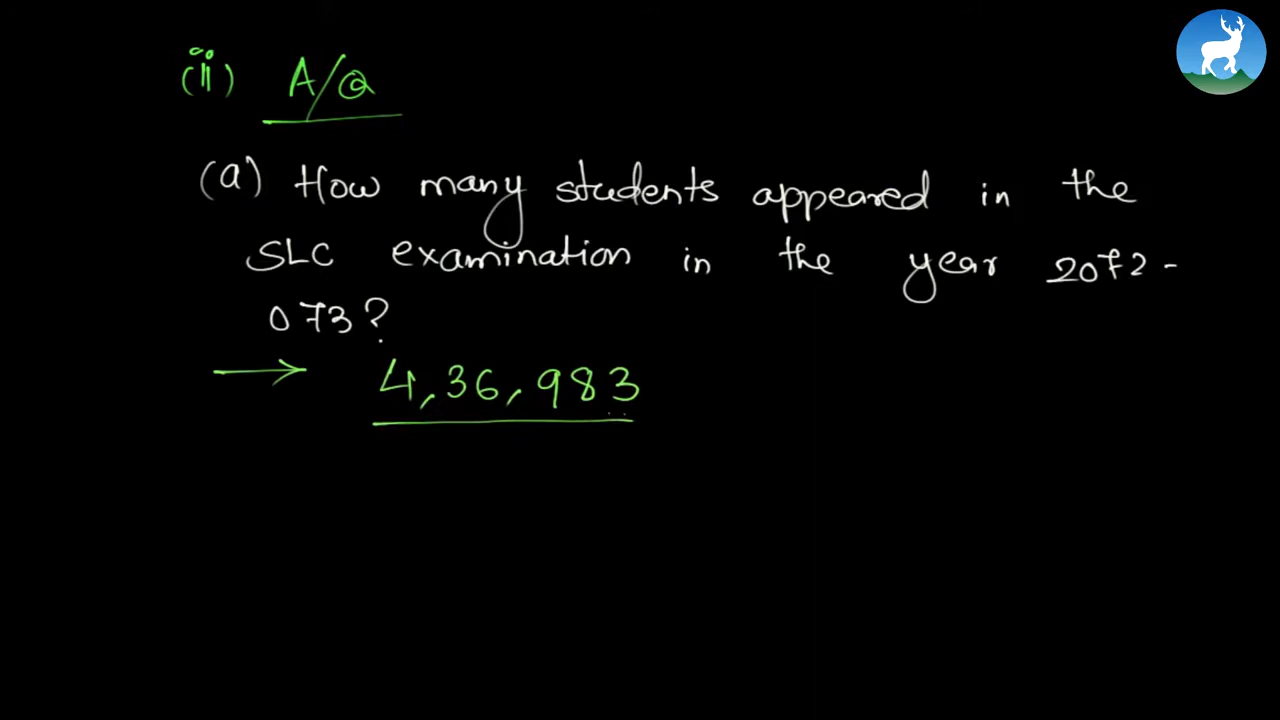 (ii) A/Q
(a) How many students appeared in the
SLC examination in the year 2072-
073?
→ 4,36,983